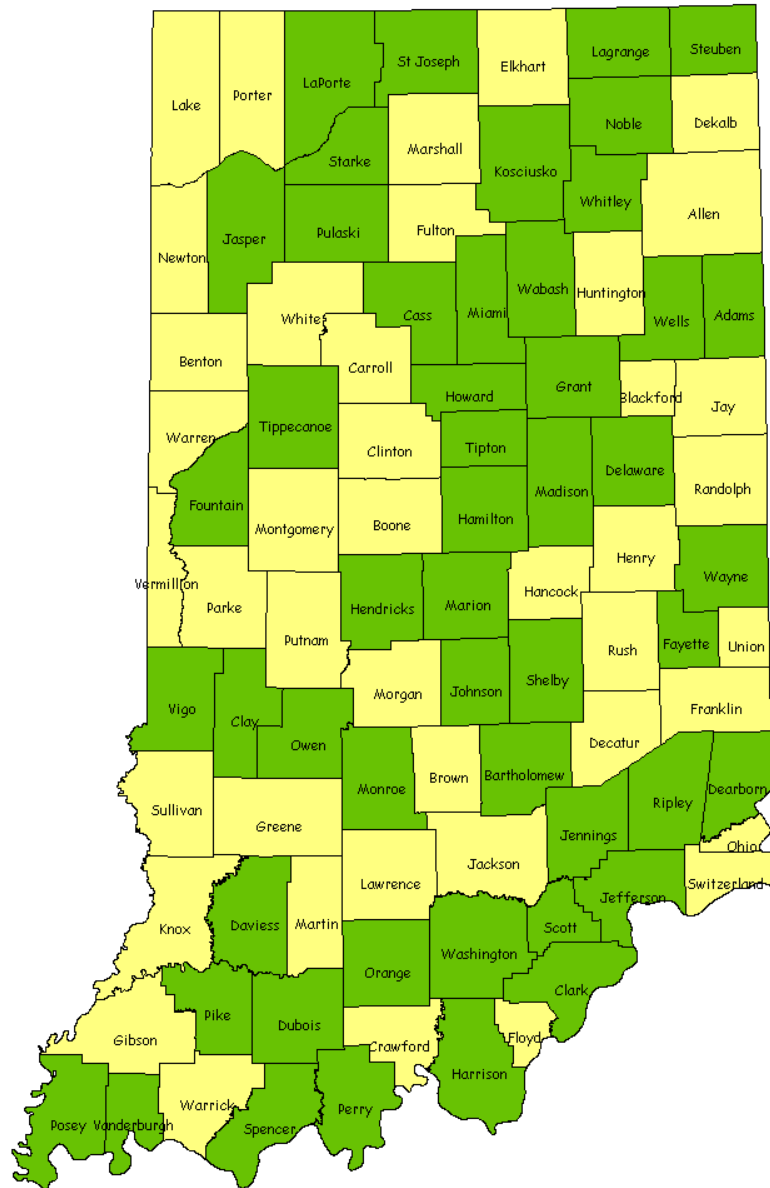 Steuben
Lagrange
St Joseph
Elkhart
LaPorte
Porter
Lake
Noble
Dekalb
Marshall
Starke
Kosciusko
Whitley
Allen
Fulton
Pulaski
Jasper
Newton
Wabash
Huntington
Miami
Cass
White
Wells
Adams
Benton
Carroll
Howard
Grant
Blackford
Jay
Tippecanoe
Warren
Clinton
Tipton
Delaware
Madison
Randolph
Fountain
Montgomery
Boone
Hamilton
Henry
Wayne
Vermillion
Parke
Hendricks
Marion
Hancock
Putnam
Rush
Fayette
Union
Shelby
Morgan
Johnson
Vigo
Clay
Owen
Franklin
Decatur
Monroe
Brown
Bartholomew
Dearborn
Ripley
Sullivan
Greene
Jennings
Ohio
Jackson
Lawrence
Switzerland
Jefferson
Knox
Daviess
Martin
Scott
Washington
Orange
Clark
Pike
Dubois
Gibson
Crawford
Floyd
Harrison
Warrick
Perry
Posey
Vanderburgh
Spencer